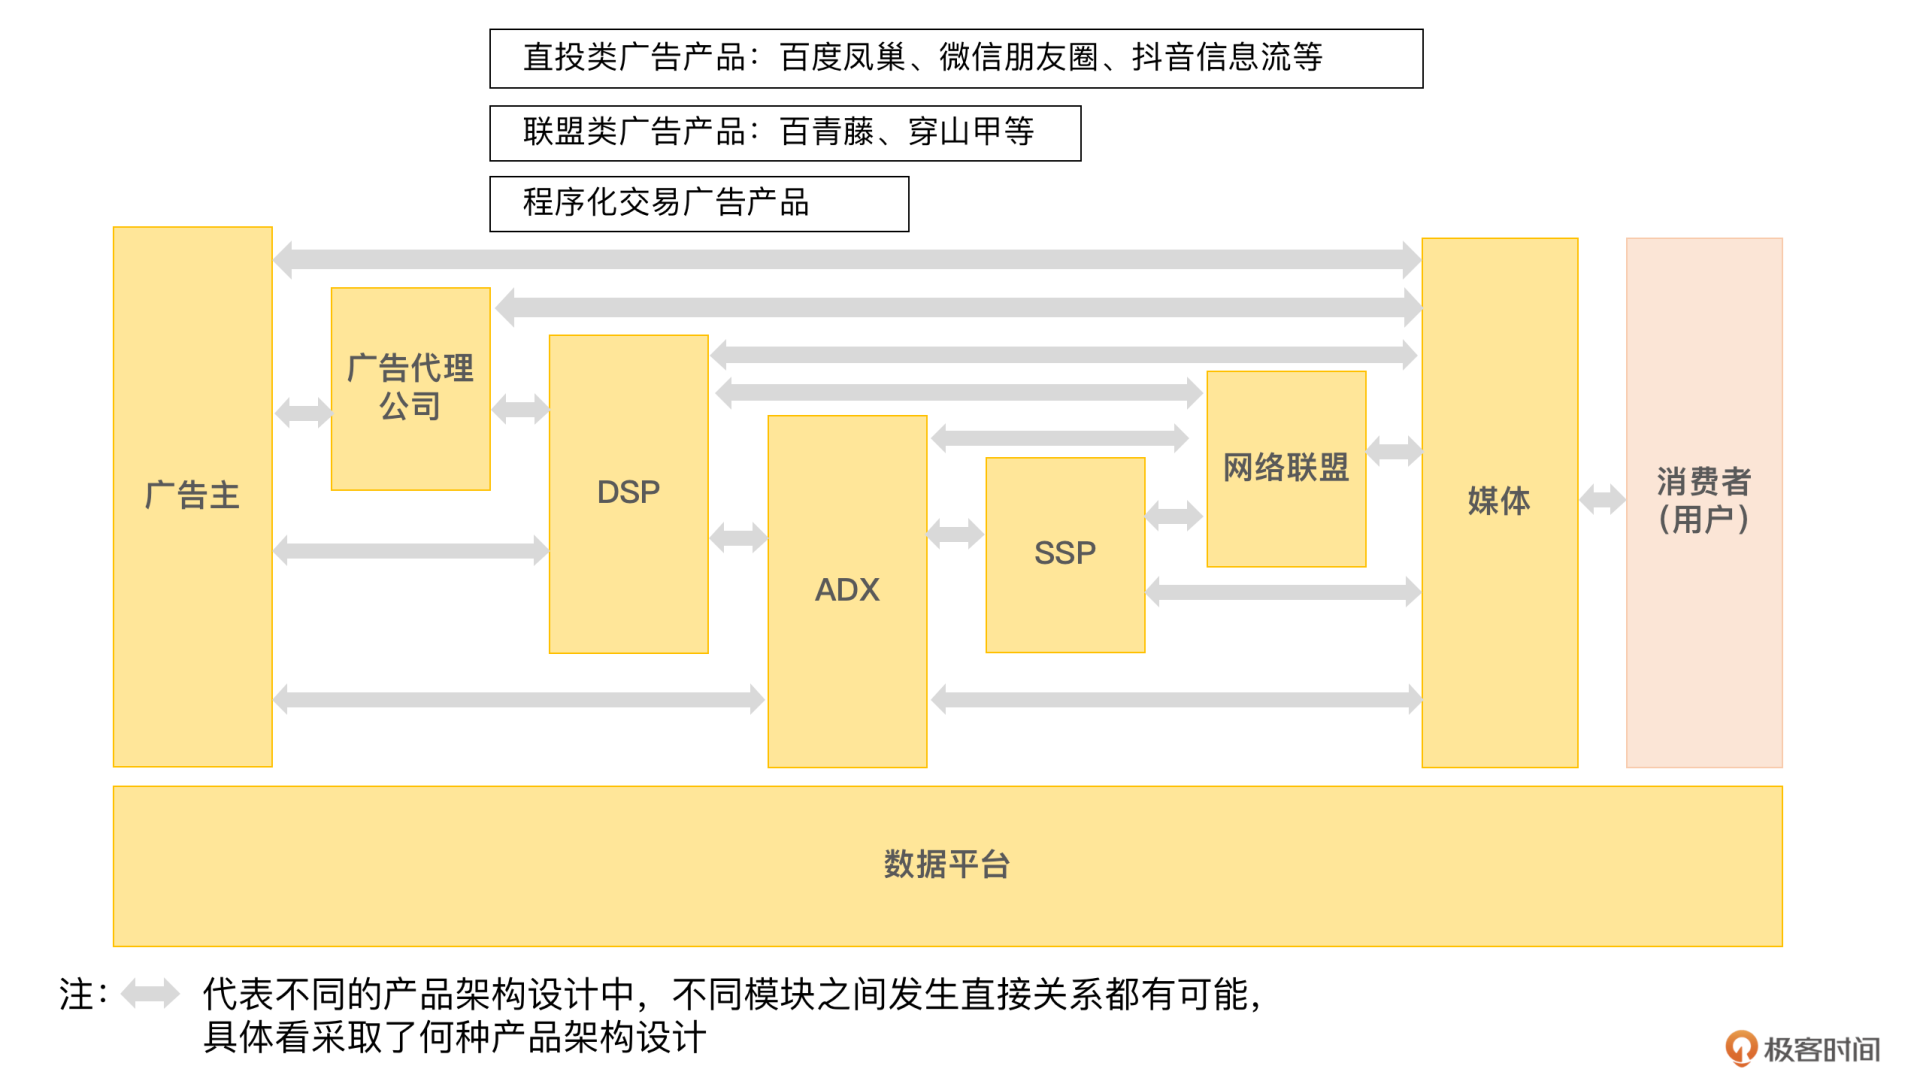 直投类广告产品：百度凤巢、微信朋友圈、抖音信息流等
联盟类广告产品：百青藤、穿山甲等
程序化交易广告产品
广告主
广告代理
公司
DSP
ADX
SSP
网络联盟
媒体
消费者
（用户）
数据平台
注： 代表不同的产品架构设计中，不同模块之间发生直接关系都有可能，
具体看采取了何种产品架构设计
极客时间